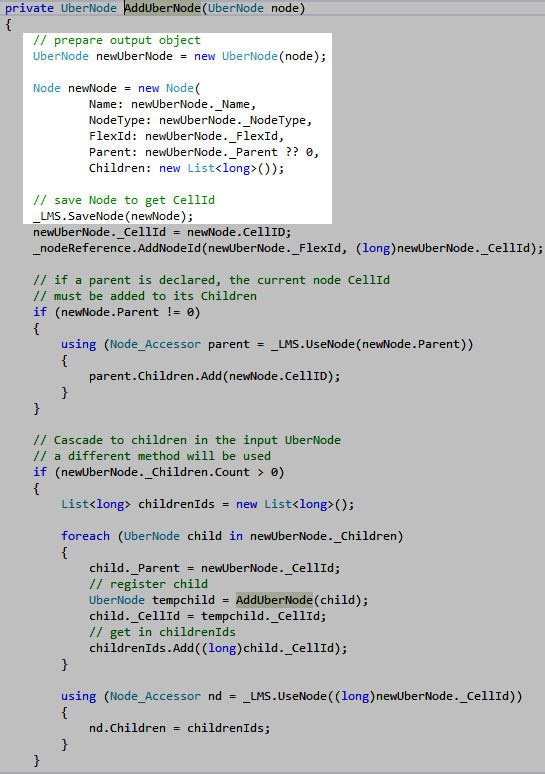 private UberNode AddUberNode(UberNode node)
{
// prepare output object
UberNode newUberNode = new UberNode(node);
Node newNode = new Node(
Name: newUberNode._Name,
NodeType: newUberNode._NodeType,
FlexId: newUberNode._FlexId,
Parent: newUberNode._Parent ?? 0,
Children: new List<long>());
// save Node to get CellId
_LMS.SaveNode(newNode);
newUberNode._CellId = newNode.CellID;
_nodeReference.AddNodeId(newUberNode._FlexId, (long)newUberNode._CellId);
// if a parent is declared, the current node CellId
// must be added to its Children
if (newNode.Parent != 0)
{
using (Node_Accessor parent = _LMS.UseNode(newNode.Parent))
{
parent.Children.Add(newNode.CellID);
}
}
// Cascade to children in the input UberNode
// a different method will be used
if (newUberNode._Children.Count > 0)
{
List<long> childrenIds = new List<long>();
foreach (UberNode child in newUberNode._Children)
{
child._Parent = newUberNode._CellId;
// register child
UberNode tempchild = AddUberNode(child);
child._CellId = tempchild._CellId;
// get in childrenIds
childrenIds.Add((long)child._CellId);
}
using (Node_Accessor nd = _LMS.UseNode((long)newUberNode._CellId))
{
nd.Children = childrenIds;
}
}